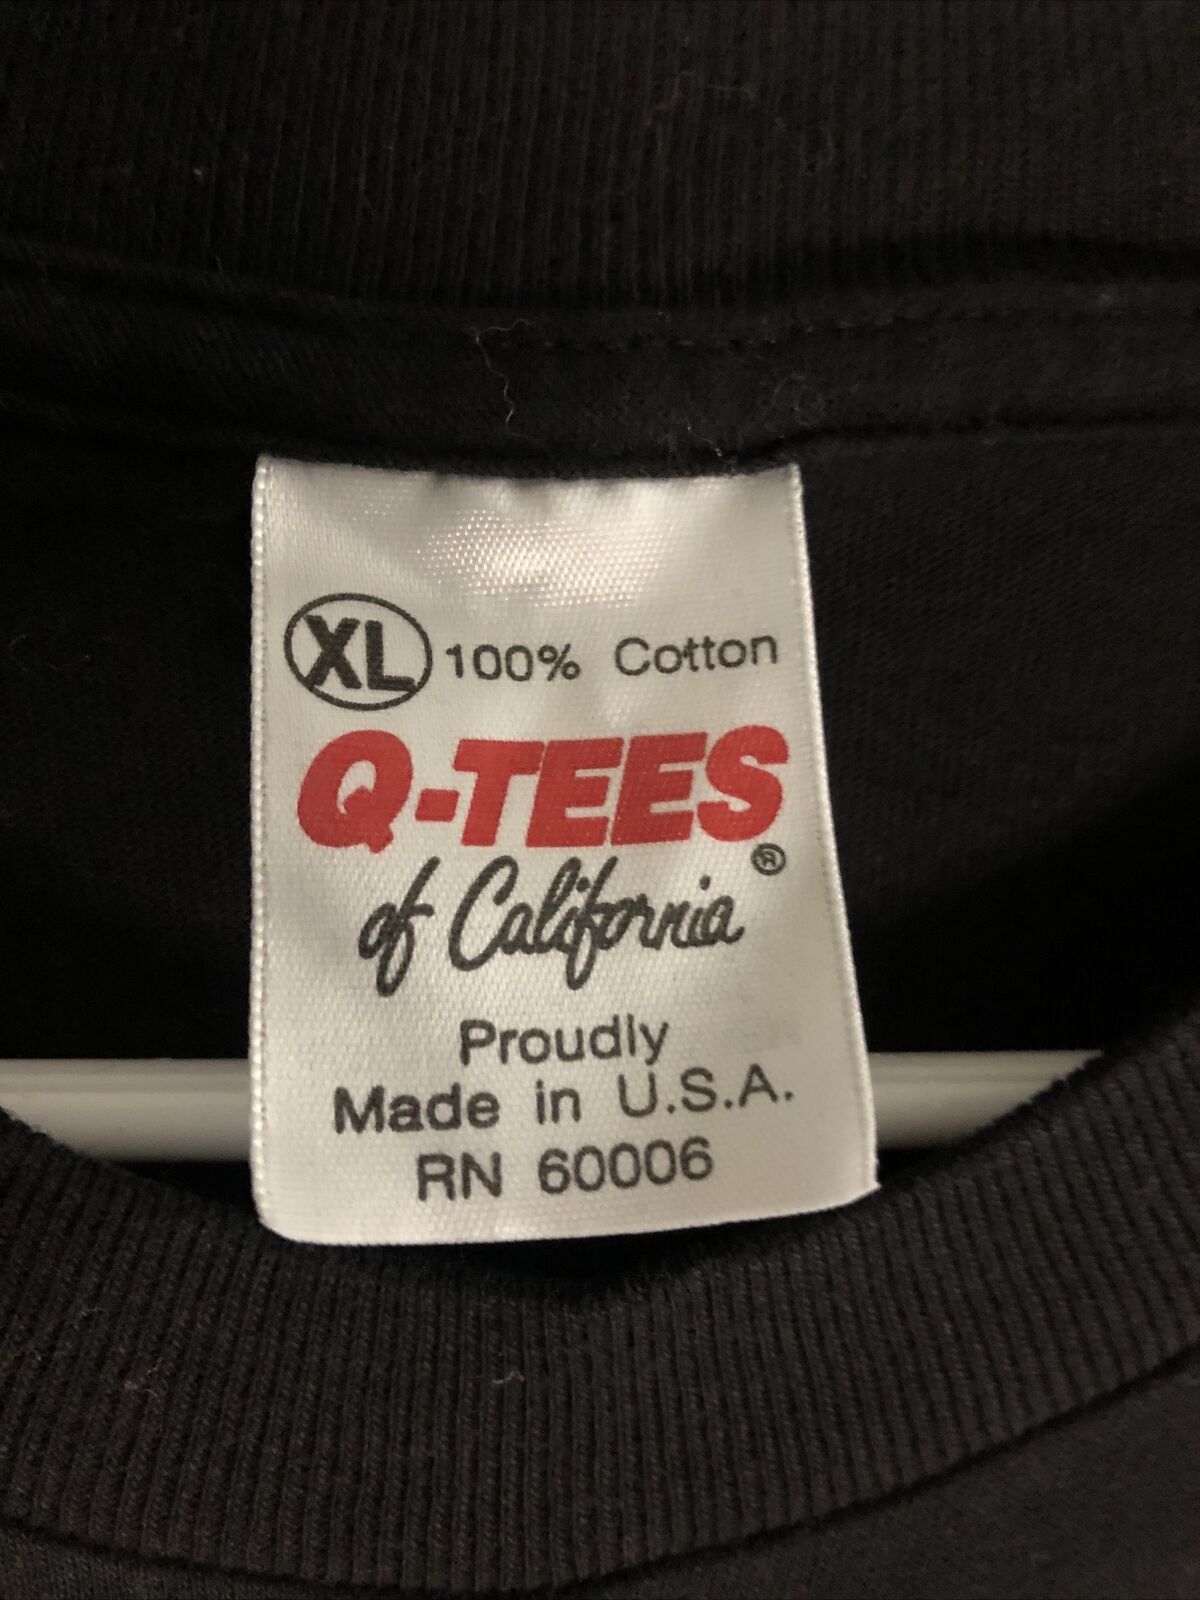 XL 100% Cotton
Q-TEES
of California ®
Proudly
Made in U.S.A.
RN 60006